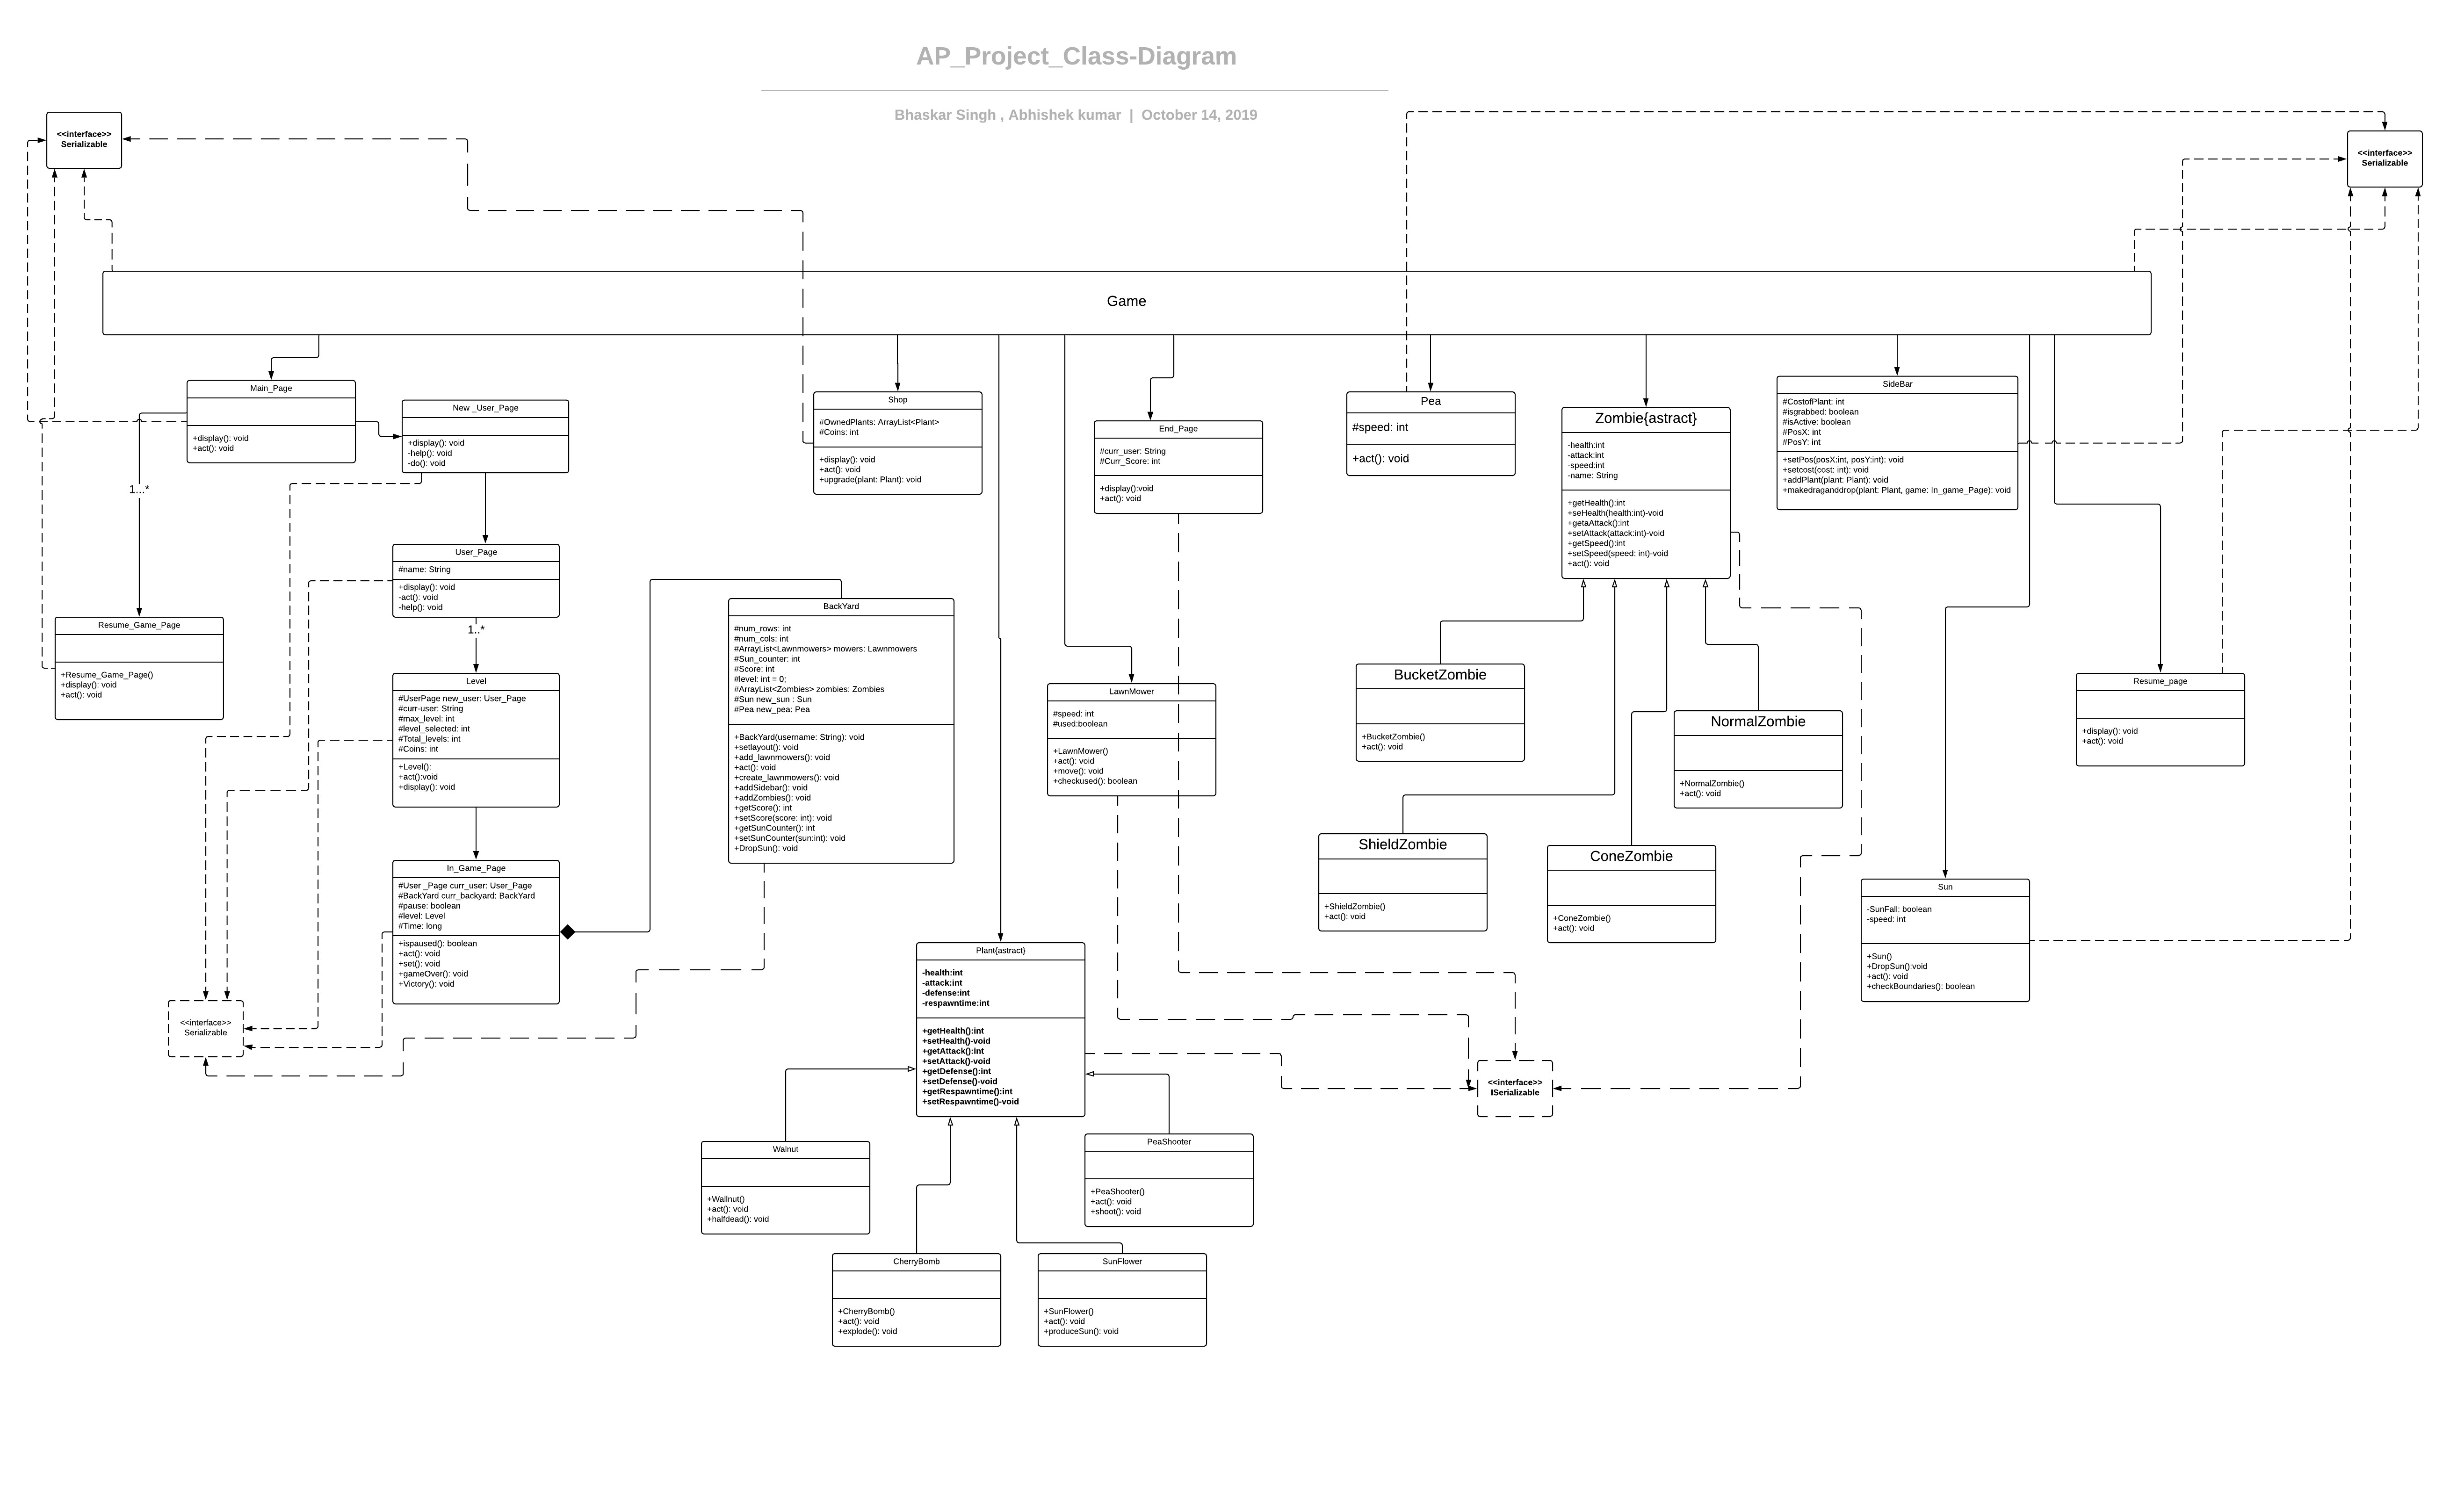 AP_Project_Class-Diagram
Bhaskar Singh , Abhishek kumar | October 14, 2019
<<interface>>
Serializable
<<interface>>
Serializable
Game
Main_Page
+display(): void
+act(): void
New _User_Page
+display(): void
-help(): void
-do(): void
Shop
#OwnedPlants: ArrayList<Plant>
#Coins: int
+display(): void
+act(): void
+upgrade(plant: Plant): void
End_Page
#curr_user: String
#Curr_Score: int
+display():void
+act(): void
Pea
#speed: int
+act(): void
Zombie{astract}
-health:int
-attack:int
-speed:int
-name: String
+getHealth():int
+seHealth(health:int)-void
+getaAttack():int
+setAttack(attack:int)-void
+getSpeed():int
+setSpeed(speed: int)-void
+act(): void
SideBar
#CostofPlant: int
#isgrabbed: boolean
#isActive: boolean
#PosX: int
#PosY: int
+setPos(posX:int, posY:int): void
+setcost(cost: int): void
+addPlant(plant: Plant): void
+makedraganddrop(plant: Plant, game: In_game_Page): void
1...*
User_Page
#name: String
+display(): void
-act(): void
-help(): void
1..*
Resume_Game_Page
+Resume_Game_Page()
+display(): void
+act(): void
BackYard
#num_rows: int
#num_cols: int
#ArrayList<Lawnmowers> mowers: Lawnmowers
#Sun_counter: int
#Score: int
#level: int = 0;
#ArrayList<Zombies> zombies: Zombies
#Sun new_sun : Sun
#Pea new_pea: Pea
+BackYard(username: String): void
+setlayout(): void
+add_lawnmowers(): void
+act(): void
+create_lawnmowers(): void
+addSidebar(): void
+addZombies(): void
+getScore(): int
+setScore(score: int): void
+getSunCounter(): int
+setSunCounter(sun:int): void
+DropSun(): void
Level
#UserPage new_user: User_Page
#curr-user: String
#max_level: int
#level_selected: int
#Total_levels: int
#Coins: int
+Level():
+act():void
+display(): void
LawnMower
#speed: int
#used:boolean
+LawnMower()
+act(): void
+move(): void
+checkused(): boolean
BucketZombie
+BucketZombie()
+act(): void
NormalZombie
+NormalZombie()
+act(): void
Resume_page
+display(): void
+act(): void
ShieldZombie
+ShieldZombie()
+act(): void
ConeZombie
+ConeZombie()
+act(): void
In_Game_Page
#User _Page curr_user: User_Page
#BackYard curr_backyard: BackYard
#pause: boolean
#level: Level
#Time: long
+ispaused(): boolean
+act(): void
+set(): void
+gameOver(): void
+Victory(): void
Sun
-SunFall: boolean
-speed: int
+Sun()
+DropSun():void
+act(): void
+checkBoundaries(): boolean
Plant{astract}
-health:int
-attack:int
-defense:int
-respawntime:int
+getHealth():int
+setHealth()-void
+getAttack():int
+setAttack()-void
+getDefense():int
+setDefense()-void
+getRespawntime():int
+setRespawntime()-void
<<interface>>
Serializable
<<interface>>
ISerializable
Walnut
+Wallnut()
+act(): void
+halfdead(): void
PeaShooter
+PeaShooter()
+act(): void
+shoot(): void
CherryBomb
+CherryBomb()
+act(): void
+explode(): void
SunFlower
+SunFlower()
+act(): void
+produceSun(): void